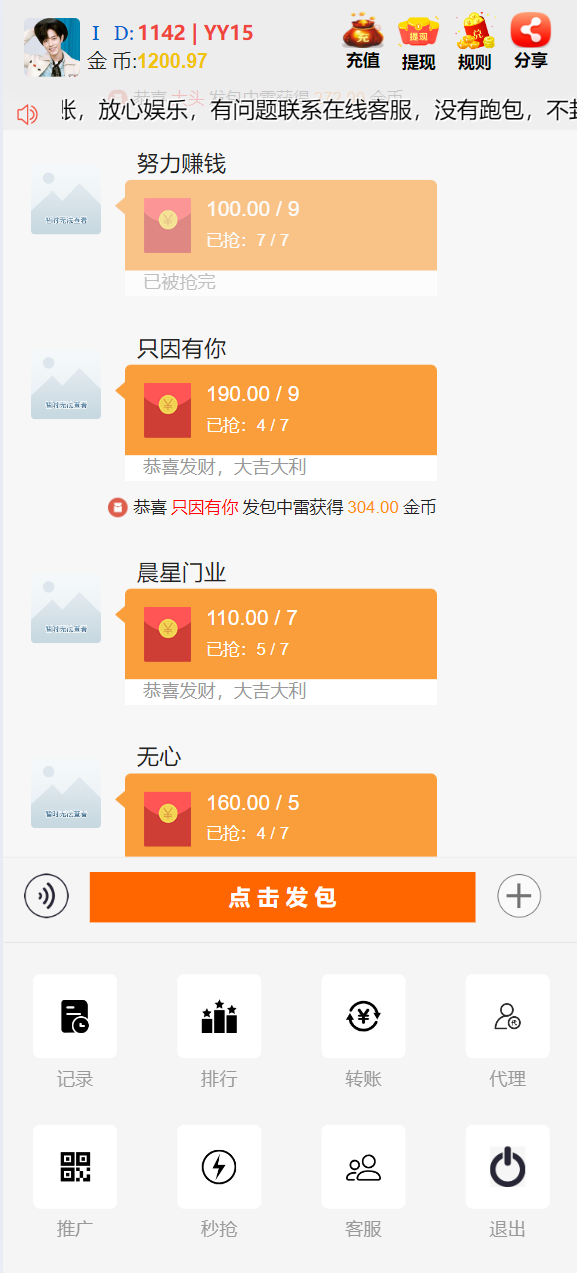 I D: 1142 | YY15
金 币:1200.97
充值 提现 规则 分享
恭喜 大头 发包中雷获得 272.00 金币
账，放心娱乐，有问题联系在线客服，没有跑包，不封
努力赚钱
100.00 / 9
已抢：7 / 7
已被抢完
只因有你
190.00 / 9
已抢：4 / 7
恭喜发财，大吉大利
恭喜 只因有你 发包中雷获得 304.00 金币
晨星门业
110.00 / 7
已抢：5 / 7
恭喜发财，大吉大利
无心
160.00 / 5
已抢：4 / 7
点击发包
记录 排行 转账 代理
推广 秒抢 客服 退出